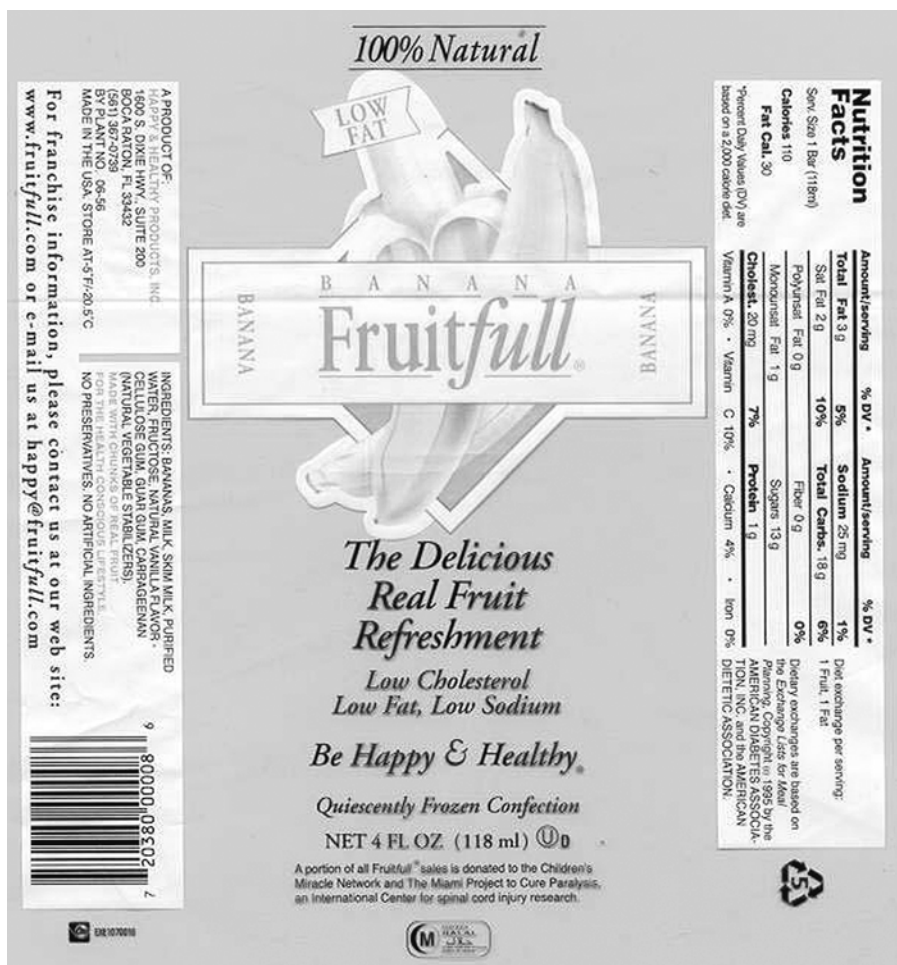 100% Natural®
LOW
FAT
BANANA
Fruitfull®
BANANA
BANANA
The Delicious
Real Fruit
Refreshment
Low Cholesterol
Low Fat, Low Sodium
Be Happy & Healthy®
Quiescently Frozen Confection
NET 4 FL OZ (118 ml) U D
A portion of all Fruitfull® sales is donated to the Children's
Miracle Network and The Miami Project to Cure Paralysis,
an International Center for spinal cord injury research.
M
A PRODUCT OF:
HAPPY & HEALTHY PRODUCTS, INC.
1600 S. DIXIE HWY., SUITE 200
BOCA RATON, FL 33432
(561) 367-0739
BY PLANT NO. 06-56
MADE IN THE USA. STORE AT -5°F/-20.5°C
INGREDIENTS: BANANAS, MILK, SKIM MILK, PURIFIED
WATER, FRUCTOSE, NATURAL VANILLA FLAVOR •
CELLULOSE GUM, GUAR GUM, CARRAGEENAN
(NATURAL VEGETABLE STABILIZERS).
MADE WITH CHUNKS OF REAL FRUIT
FOR THE HEALTH CONSCIOUS LIFESTYLE.
NO PRESERVATIVES. NO ARTIFICIAL INGREDIENTS.
For franchise information, please contact us at our web site:
www.fruitfull.com or e-mail us at happy@fruitfull.com
Nutrition
Facts
Serv. Size 1 Bar (118ml)
Calories 110
Fat Cal. 30
*Percent Daily Values (DV) are
based on a 2,000 calorie diet.
Amount/serving % DV* Amount/serving % DV*
Total Fat 3 g 5% Sodium 25 mg 1%
Sat Fat 2 g 10% Total Carbs. 18 g 6%
Polyunsat Fat 0 g Fiber 0 g 0%
Monounsat Fat 1 g Sugars 13 g
Cholest. 20 mg 7% Protein 1 g
Vitamin A 0% • Vitamin C 10% • Calcium 4% • Iron 0%
Diet exchange per serving:
1 Fruit, 1 Fat
Dietary exchanges are based on
the Exchange Lists for Meal
Planning, Copyright © 1995 by the
AMERICAN DIABETES ASSOCIA-
TION, INC. and the AMERICAN
DIETETIC ASSOCIATION.
5